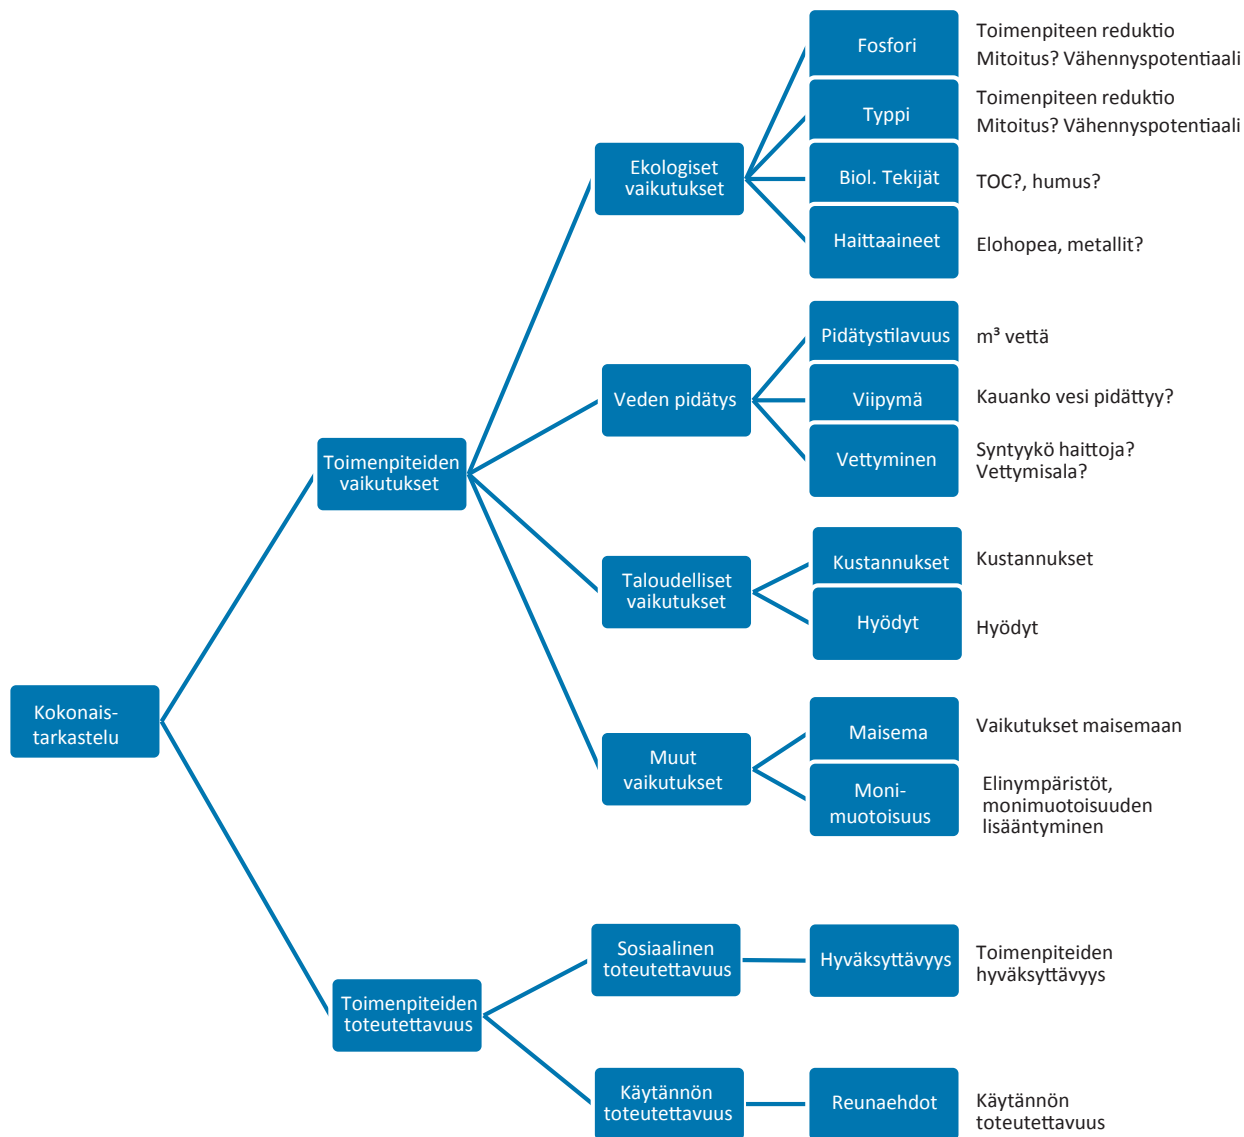 Fosfori
Toimenpiteen reduktio
Mitoitus? Vähennyspotentiaali
Typpi
Toimenpiteen reduktio
Mitoitus? Vähennyspotentiaali
Ekologiset
vaikutukset
Biol. Tekijät
TOC?, humus?
Haitta-aineet
Elohopea, metallit?
Pidätystilavuus
m³ vettä
Veden pidätys
Viipymä
Kauanko vesi pidättyy?
Vettyminen
Syntyykö haittoja?
Vettymisala?
Toimenpiteiden
vaikutukset
Kustannukset
Kustannukset
Taloudelliset
vaikutukset
Hyödyt
Hyödyt
Kokonais-
tarkastelu
Maisema
Vaikutukset maisemaan
Muut
vaikutukset
Moni-
muotoisuus
Elinympäristöt,
monimuotoisuuden
lisääntyminen
Sosiaalinen
toteutettavuus
Hyväksyttävyys
Toimenpiteiden
hyväksyttävyys
Toimenpiteiden
toteutettavuus
Käytännön
toteutettavuus
Reunaehdot
Käytännön
toteutettavuus